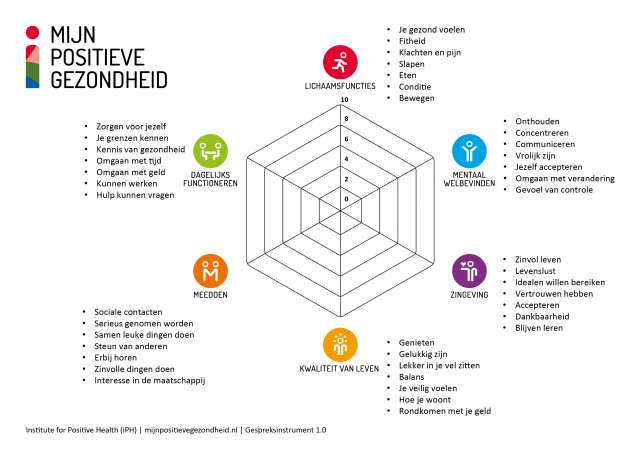 MIJN
POSITIEVE
GEZONDHEID
• Je gezond voelen
• Fitheid
• Klachten en pijn
• Slapen
• Eten
• Conditie
• Bewegen
LICHAAMSFUNCTIES
10
8
6
4
2
0
• Onthouden
• Concentreren
• Communiceren
• Vrolijk zijn
• Jezelf accepteren
• Omgaan met verandering
• Gevoel van controle
MENTAAL
WELBEVINDEN
• Zinvol leven
• Levenslust
• Idealen willen bereiken
• Vertrouwen hebben
• Accepteren
• Dankbaarheid
• Blijven leren
ZINGEVING
• Genieten
• Gelukkig zijn
• Lekker in je vel zitten
• Balans
• Je veilig voelen
• Hoe je woont
• Rondkomen met je geld
KWALITEIT VAN LEVEN
• Sociale contacten
• Serieus genomen worden
• Samen leuke dingen doen
• Steun van anderen
• Erbij horen
• Zinvolle dingen doen
• Interesse in de maatschappij
MEEDOEN
• Zorgen voor jezelf
• Je grenzen kennen
• Kennis van gezondheid
• Omgaan met tijd
• Omgaan met geld
• Kunnen werken
• Hulp kunnen vragen
DAGELIJKS
FUNCTIONEREN
Institute for Positive Health (iPH) | mijnpositievegezondheid.nl | Gespreksinstrument 1.0